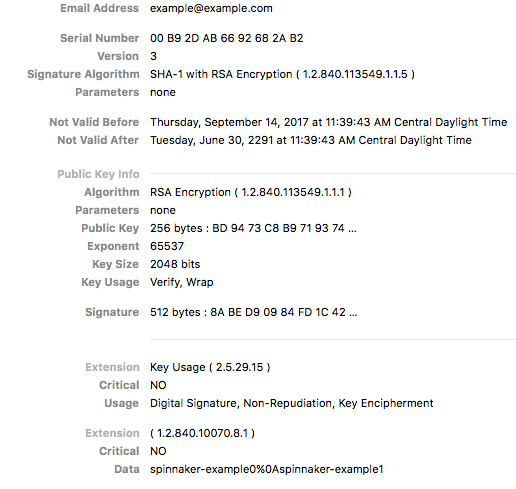 Email Address example@example.com
Serial Number 00 B9 2D AB 66 92 68 2A B2
Version 3
Signature Algorithm SHA-1 with RSA Encryption ( 1.2.840.113549.1.1.5 )
Parameters none
Not Valid Before Thursday, September 14, 2017 at 11:39:43 AM Central Daylight Time
Not Valid After Tuesday, June 30, 2291 at 11:39:43 AM Central Daylight Time
Public Key Info
Algorithm RSA Encryption ( 1.2.840.113549.1.1.1 )
Parameters none
Public Key 256 bytes : BD 94 73 C8 B9 71 93 74 ...
Exponent 65537
Key Size 2048 bits
Key Usage Verify, Wrap
Signature 512 bytes : 8A BE D9 09 84 FD 1C 42 ...
Extension Key Usage ( 2.5.29.15 )
Critical NO
Usage Digital Signature, Non-Repudiation, Key Encipherment
Extension ( 1.2.840.10070.8.1 )
Critical NO
Data spinnaker-example0%0Aspinnaker-example1